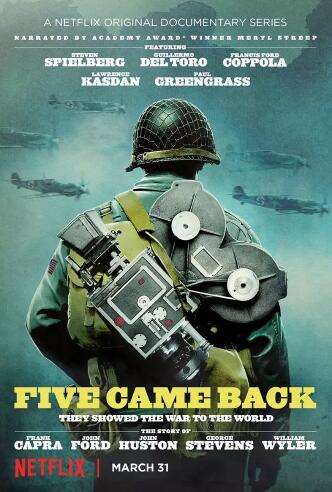 A NETFLIX ORIGINAL DOCUMENTARY SERIES
NARRATED BY ACADEMY AWARD® WINNER MERYL STREEP
FEATURING
STEVEN SPIELBERG GUILLERMO DEL TORO FRANCIS FORD COPPOLA
LAWRENCE KASDAN PAUL GREENGRASS
FIVE CAME BACK
THEY SHOWED THE WAR TO THE WORLD
THE STORY OF
FRANK CAPRA JOHN FORD JOHN HUSTON GEORGE STEVENS WILLIAM WYLER
NETFLIX | MARCH 31